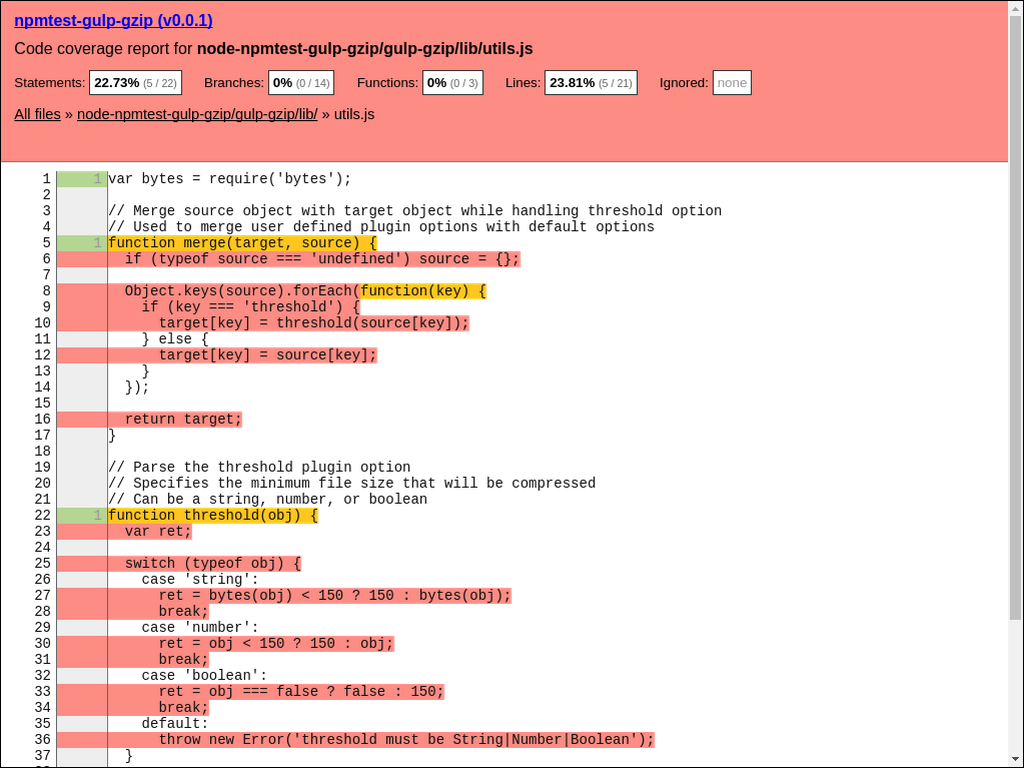 npmtest-gulp-gzip (v0.0.1)
Code coverage report for node-npmtest-gulp-gzip/gulp-gzip/lib/utils.js
Statements: 22.73% (5 / 22) Branches: 0% (0 / 14) Functions: 0% (0 / 3) Lines: 23.81% (5 / 21) Ignored: none
All files » node-npmtest-gulp-gzip/gulp-gzip/lib/ » utils.js
1 1 var bytes = require('bytes');
2
3 // Merge source object with target object while handling threshold option
4 // Used to merge user defined plugin options with default options
5 1 function merge(target, source) {
6   if (typeof source === 'undefined') source = {};
7
8   Object.keys(source).forEach(function(key) {
9     if (key === 'threshold') {
10       target[key] = threshold(source[key]);
11     } else {
12       target[key] = source[key];
13     }
14   });
15
16   return target;
17 }
18
19 // Parse the threshold plugin option
20 // Specifies the minimum file size that will be compressed
21 // Can be a string, number, or boolean
22 1 function threshold(obj) {
23   var ret;
24
25   switch (typeof obj) {
26     case 'string':
27       ret = bytes(obj) < 150 ? 150 : bytes(obj);
28       break;
29     case 'number':
30       ret = obj < 150 ? 150 : obj;
31       break;
32     case 'boolean':
33       ret = obj === false ? false : 150;
34       break;
35     default:
36       throw new Error('threshold must be String|Number|Boolean');
37   }